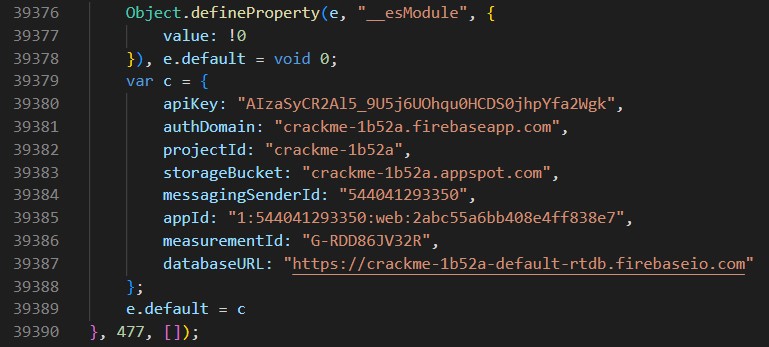 39376 Object.defineProperty(e, "__esModule", {
39377 value: !0
39378 }), e.default = void 0;
39379 var c = {
39380 apiKey: "AIzaSyCR2Al5_9U5j6UOhqu0HCDS0jhpYfa2Wgk",
39381 authDomain: "crackme-1b52a.firebaseapp.com",
39382 projectId: "crackme-1b52a",
39383 storageBucket: "crackme-1b52a.appspot.com",
39384 messagingSenderId: "544041293350",
39385 appId: "1:544041293350:web:2abc55a6bb408e4ff838e7",
39386 measurementId: "G-RDD86JV32R",
39387 databaseURL: "https://crackme-1b52a-default-rtdb.firebaseio.com"
39388 };
39389 e.default = c
39390 }, 477, []);